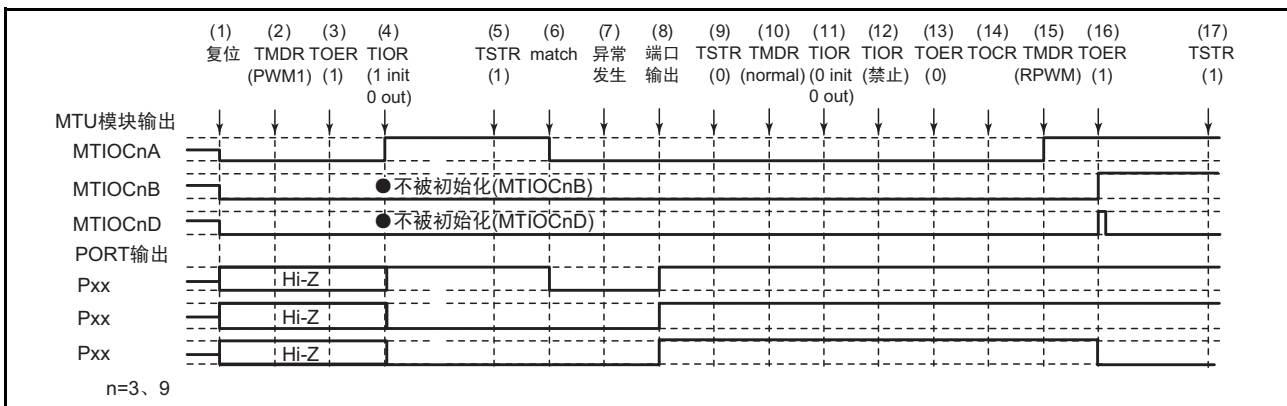 (1) (2) (3) (4) (5) (6) (7) (8) (9) (10) (11) (12) (13) (14) (15) (16) (17)
复位 TMDR TOER TIOR TSTR match 异常 端口 TSTR TMDR TIOR TIOR TOER TOCR TMDR TOER TSTR
(PWM1) (1) (1 init (1) 发生 输出 (0) (normal) (0 init (禁止) (0) (RPWM) (1) (1)
0 out) 0 out)
MTU模块输出
MTIOCnA
MTIOCnB ●不被初始化(MTIOCnB)
MTIOCnD ●不被初始化(MTIOCnD)
PORT输出
Pxx Hi-Z
Pxx Hi-Z
Pxx Hi-Z
n=3、9